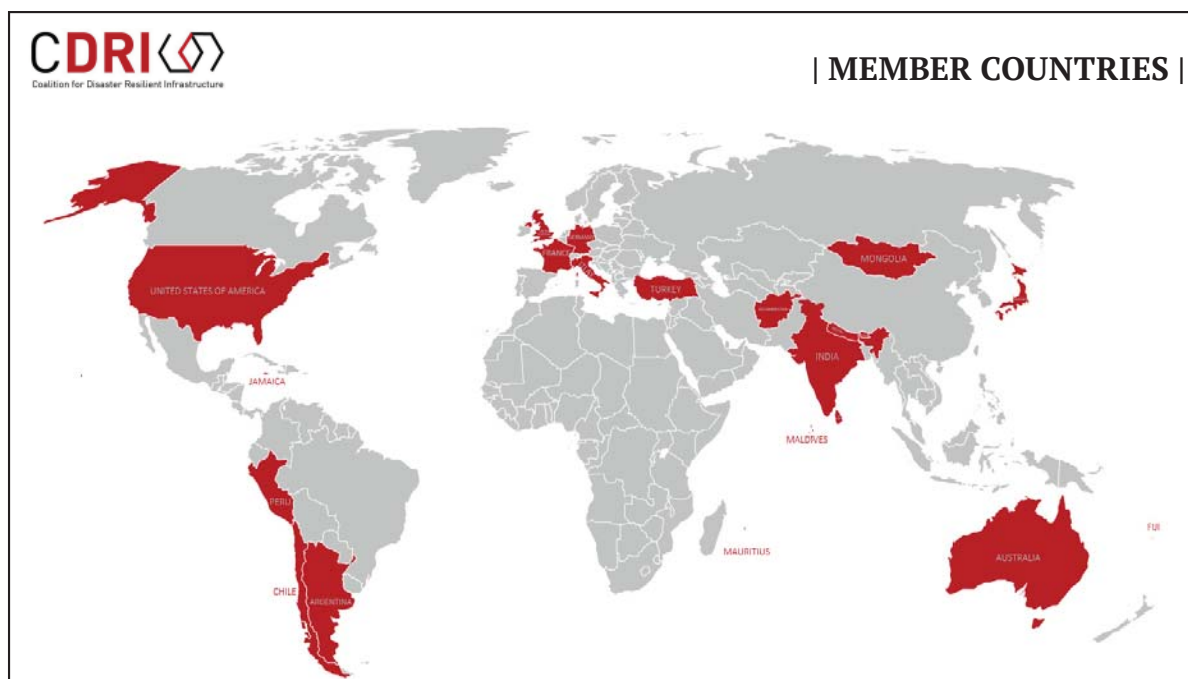 CDRI
Coalition for Disaster Resilient Infrastructure
| MEMBER COUNTRIES |
MONGOLIA
FRANCE
TURKEY
UNITED STATES OF AMERICA
INDIA
JAMAICA
MALDIVES
PERU
FIJI
MAURITIUS
AUSTRALIA
CHILE
ARGENTINA